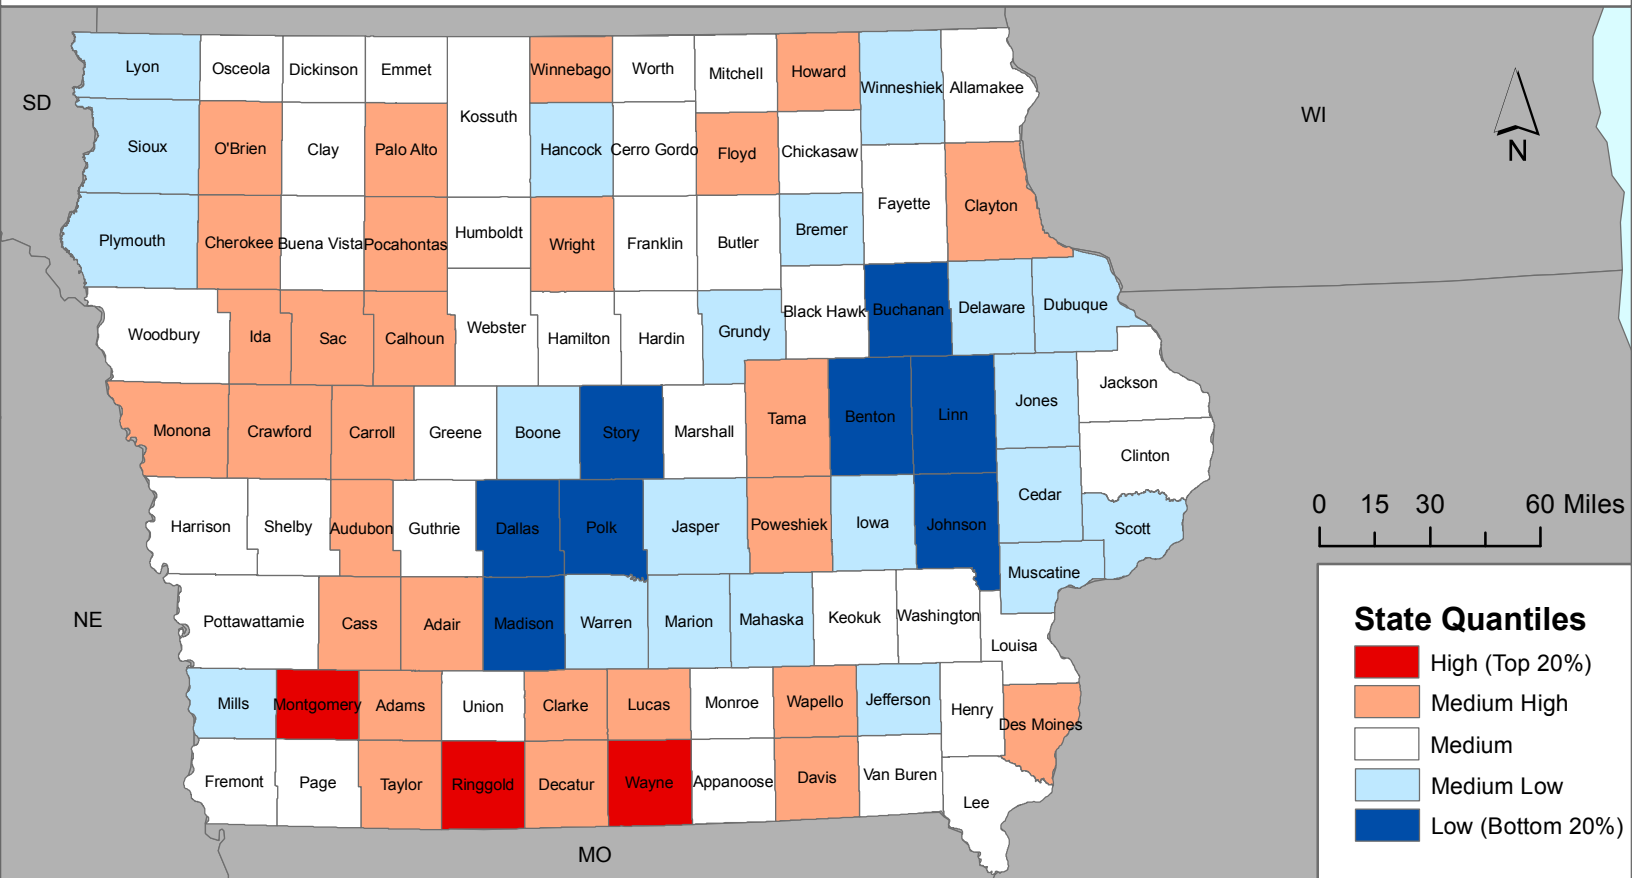 Lyon
Osceola
Dickinson
Emmet
Winnebago
Worth
Mitchell
Howard
Winneshiek
Allamakee
SD
Kossuth
WI
Sioux
O'Brien
Clay
Palo Alto
Hancock
Cerro Gordo
Floyd
Chickasaw
N
Fayette
Clayton
Plymouth
Cherokee
Buena Vista
Pocahontas
Humboldt
Wright
Franklin
Butler
Bremer
Woodbury
Ida
Sac
Calhoun
Webster
Hamilton
Hardin
Grundy
Black Hawk
Buchanan
Delaware
Dubuque
Jackson
Monona
Crawford
Carroll
Greene
Boone
Story
Marshall
Tama
Benton
Linn
Jones
Clinton
Harrison
Shelby
Audubon
Guthrie
Dallas
Polk
Jasper
Poweshiek
Iowa
Johnson
Cedar
Scott
0 15 30 60 Miles
Muscatine
NE
Pottawattamie
Cass
Adair
Madison
Warren
Marion
Mahaska
Keokuk
Washington
Louisa
Mills
Montgomery
Adams
Union
Clarke
Lucas
Monroe
Wapello
Jefferson
Henry
Des Moines
Fremont
Page
Taylor
Ringgold
Decatur
Wayne
Appanoose
Davis
Van Buren
Lee
MO
State Quantiles
High (Top 20%)
Medium High
Medium
Medium Low
Low (Bottom 20%)